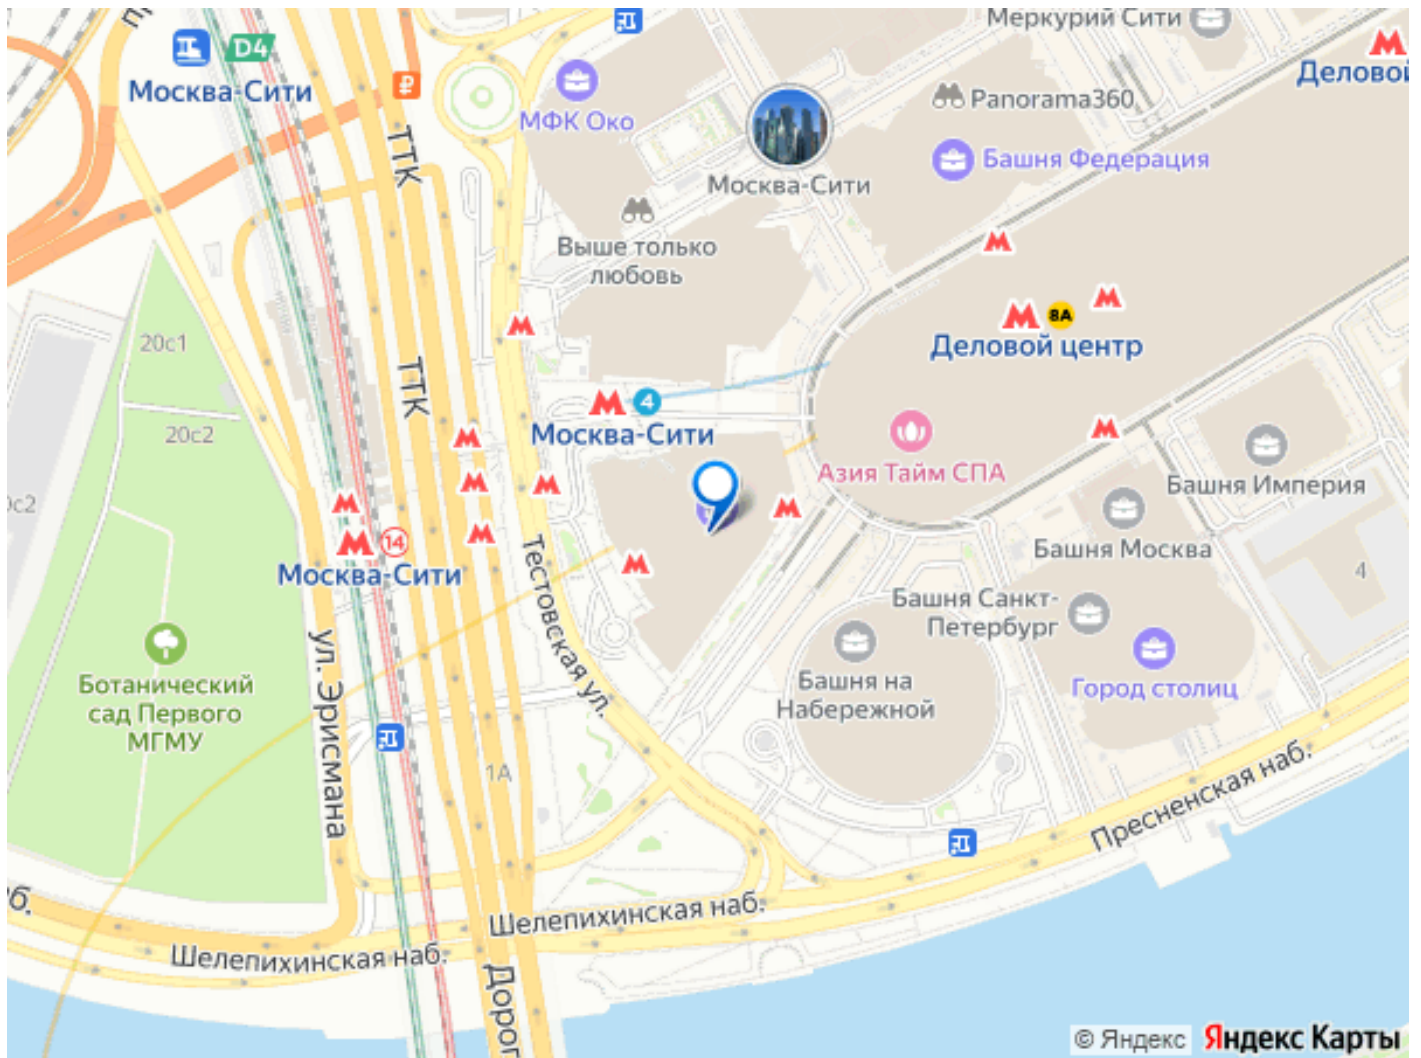 Меркурий Сити
D4
Москва-Сити
Деловой
МФК Око
Panorama360
ТТК
Башня Федерация
Москва-Сити
Выше только
любовь
8А
Деловой центр
20с1
ТТК
4
Москва-Сити
20с2
Азия Тайм СПА
Башня Империя
14
Москва-Сити
Башня Москва
4
Тестовская ул.
Башня Санкт-
Петербург
ул. Эрисмана
Ботанический
сад Первого
МГМУ
Башня на
Набережной
Город столиц
1А
Пресненская наб.
Шелепихинская наб.
Шелепихинская наб.
© Яндекс
Яндекс Карты